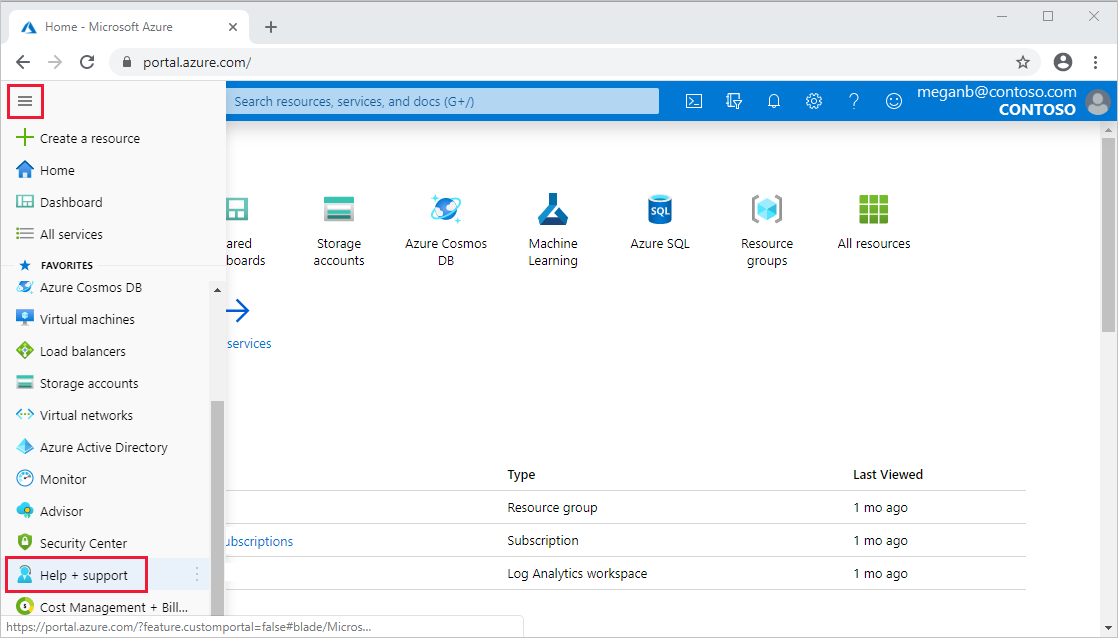 Home - Microsoft Azure
portal.azure.com/
Search resources, services, and docs (G+/)
meganb@contoso.com
CONTOSO
Create a resource
Home
Dashboard
All services
FAVORITES
Azure Cosmos DB
Virtual machines
Load balancers
Storage accounts
Virtual networks
Azure Active Directory
Monitor
Advisor
Security Center
Help + support
Cost Management + Bill...
ared
boards
Storage
accounts
Azure Cosmos
DB
Machine
Learning
SQL
Azure SQL
Resource
groups
All resources
services
Type
Last Viewed
Resource group
1 mo ago
ubscriptions
Subscription
1 mo ago
Log Analytics workspace
1 mo ago
https://portal.azure.com/?feature.customportal=false#blade/Micros...